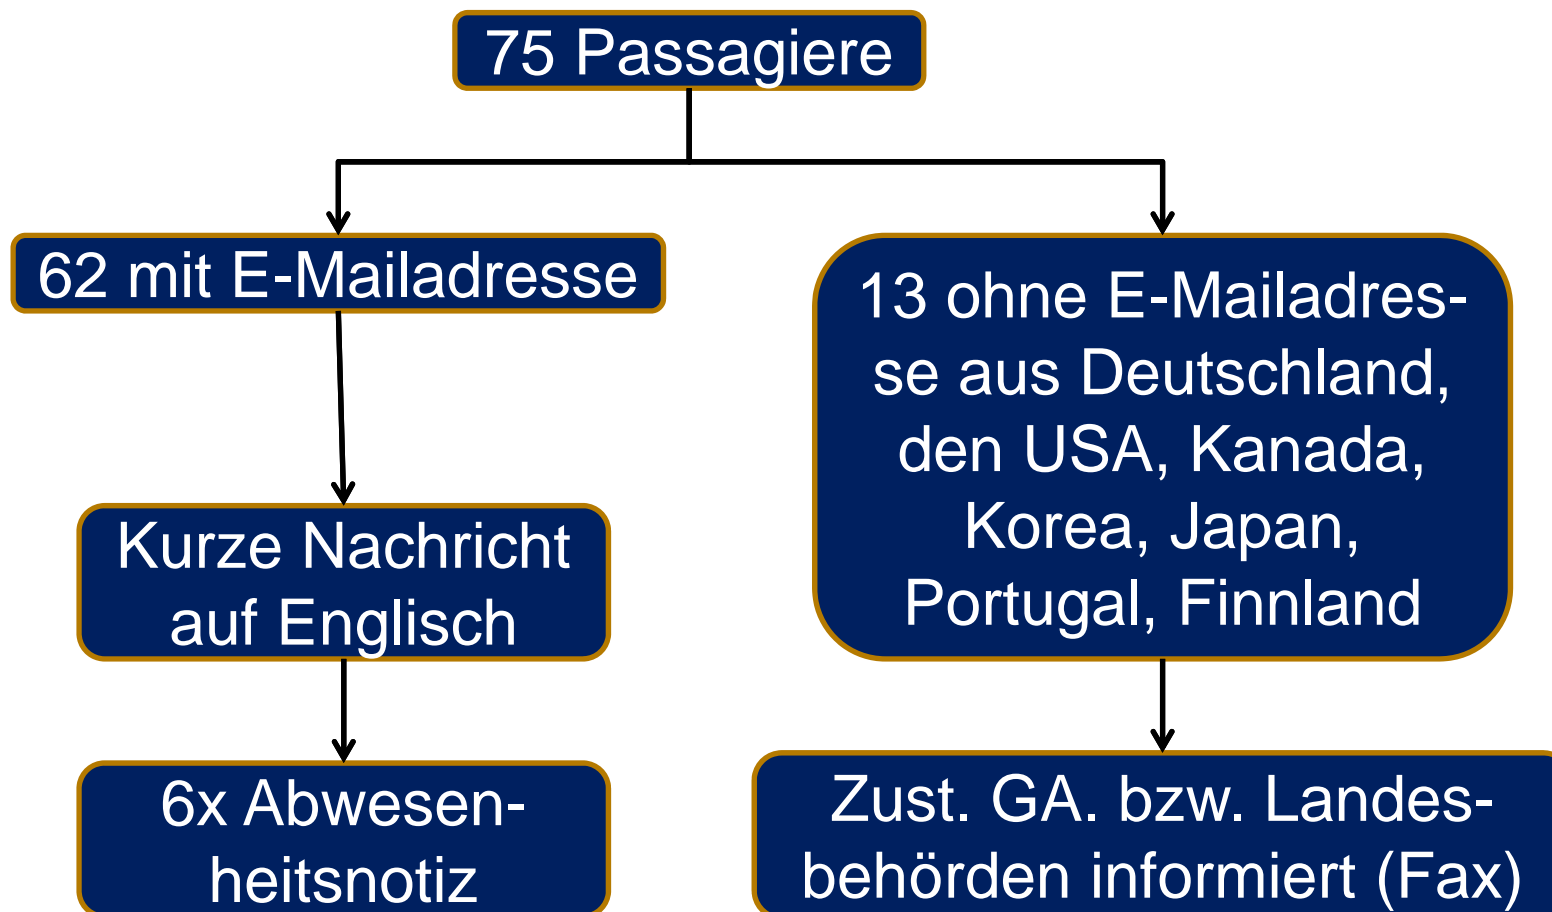 75 Passagiere
62 mit E-Mailadresse
13 ohne E-Mailadres-
se aus Deutschland,
den USA, Kanada,
Korea, Japan,
Portugal, Finnland
Kurze Nachricht
auf Englisch
6x Abwesen-
heitsnotiz
Zust. GA. bzw. Landes-
behörden informiert (Fax)